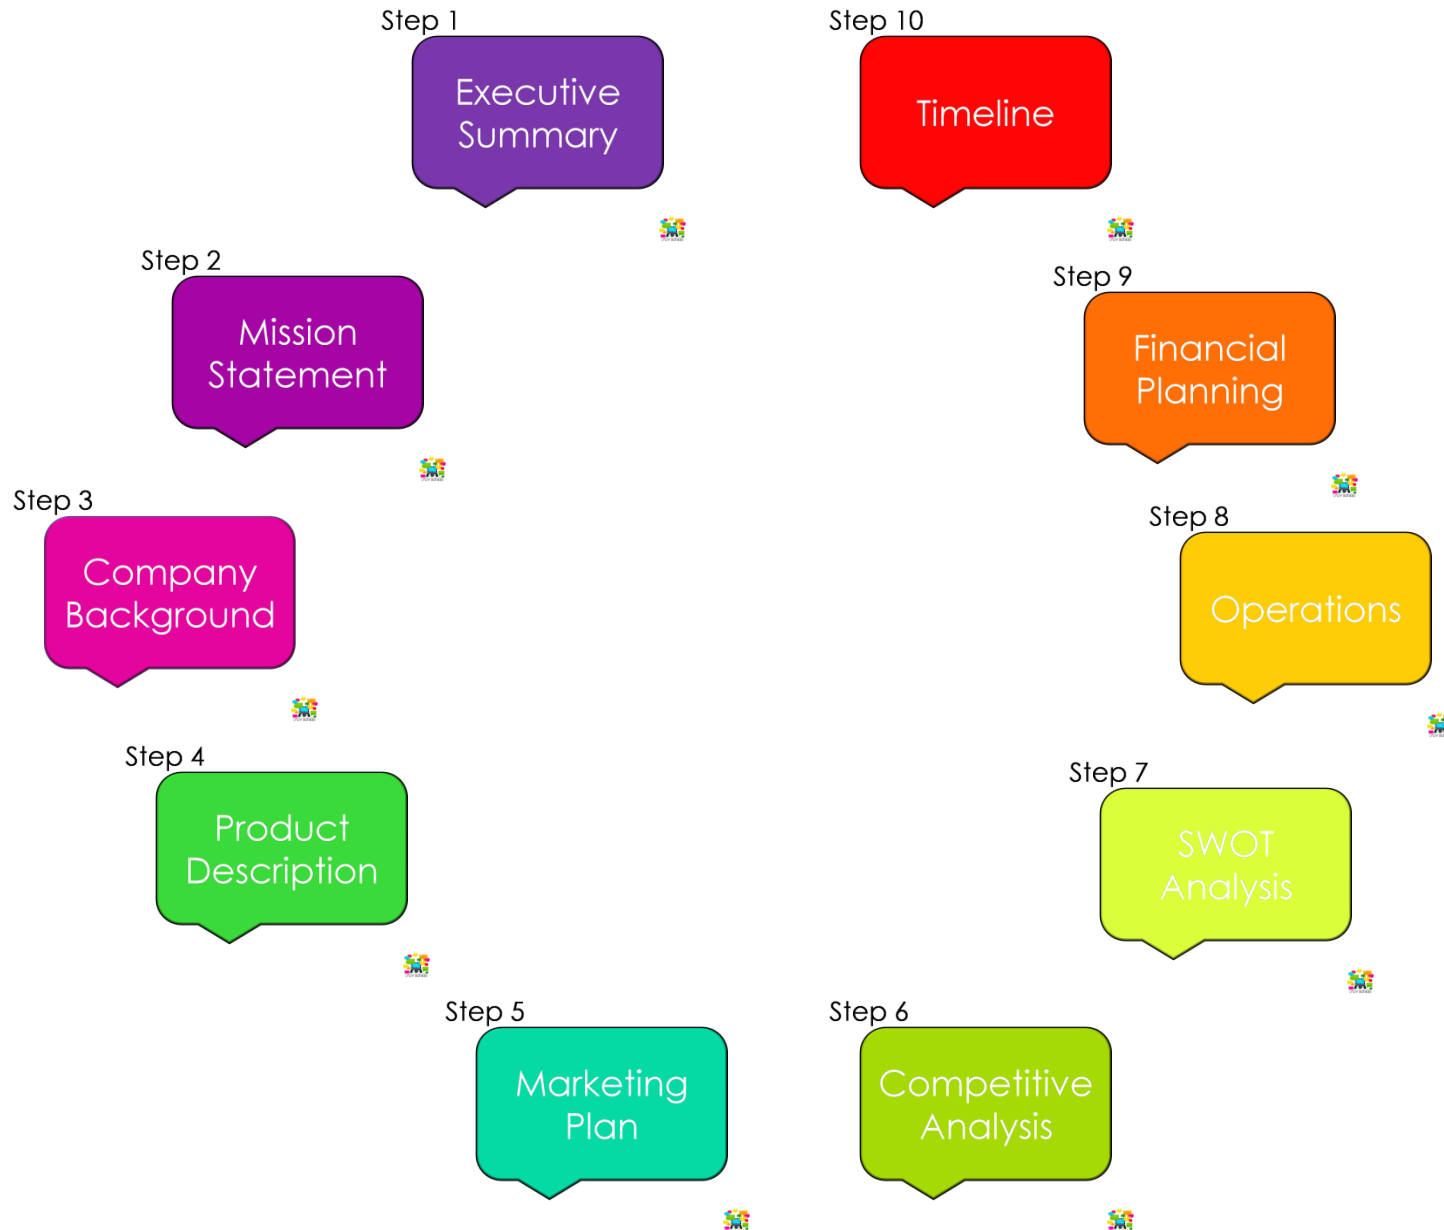 Step 1
Executive
Summary
Step 2
Mission
Statement
Step 3
Company
Background
Step 4
Product
Description
Step 5
Marketing
Plan
Step 6
Competitive
Analysis
Step 7
SWOT
Analysis
Step 8
Operations
Step 9
Financial
Planning
Step 10
Timeline